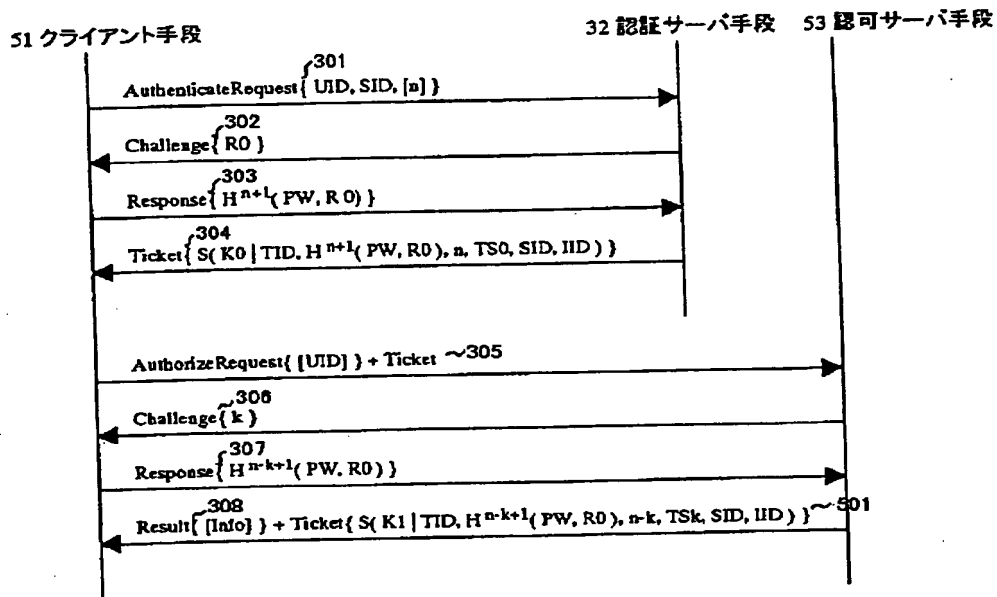 51 クライアント手段
32 認証サーバ手段
53 認可サーバ手段
301
AuthenticateRequest{ UID, SID, [n] }
302
Challenge{ R0 }
303
Response{ H^n+1( PW, R 0) }
304
Ticket{ S( K0 | TID, H^n+1( PW, R0), n, TS0, SID, IID ) }
AuthorizeRequest{ [UID] } + Ticket ～305
306
Challenge{ k }
307
Response{ H^n-k+1( PW, R0) }
308
Result{ [Info] } + Ticket{ S( K1 | TID, H^n-k+1( PW, R0), n-k, TSk, SID, IID ) } ～501